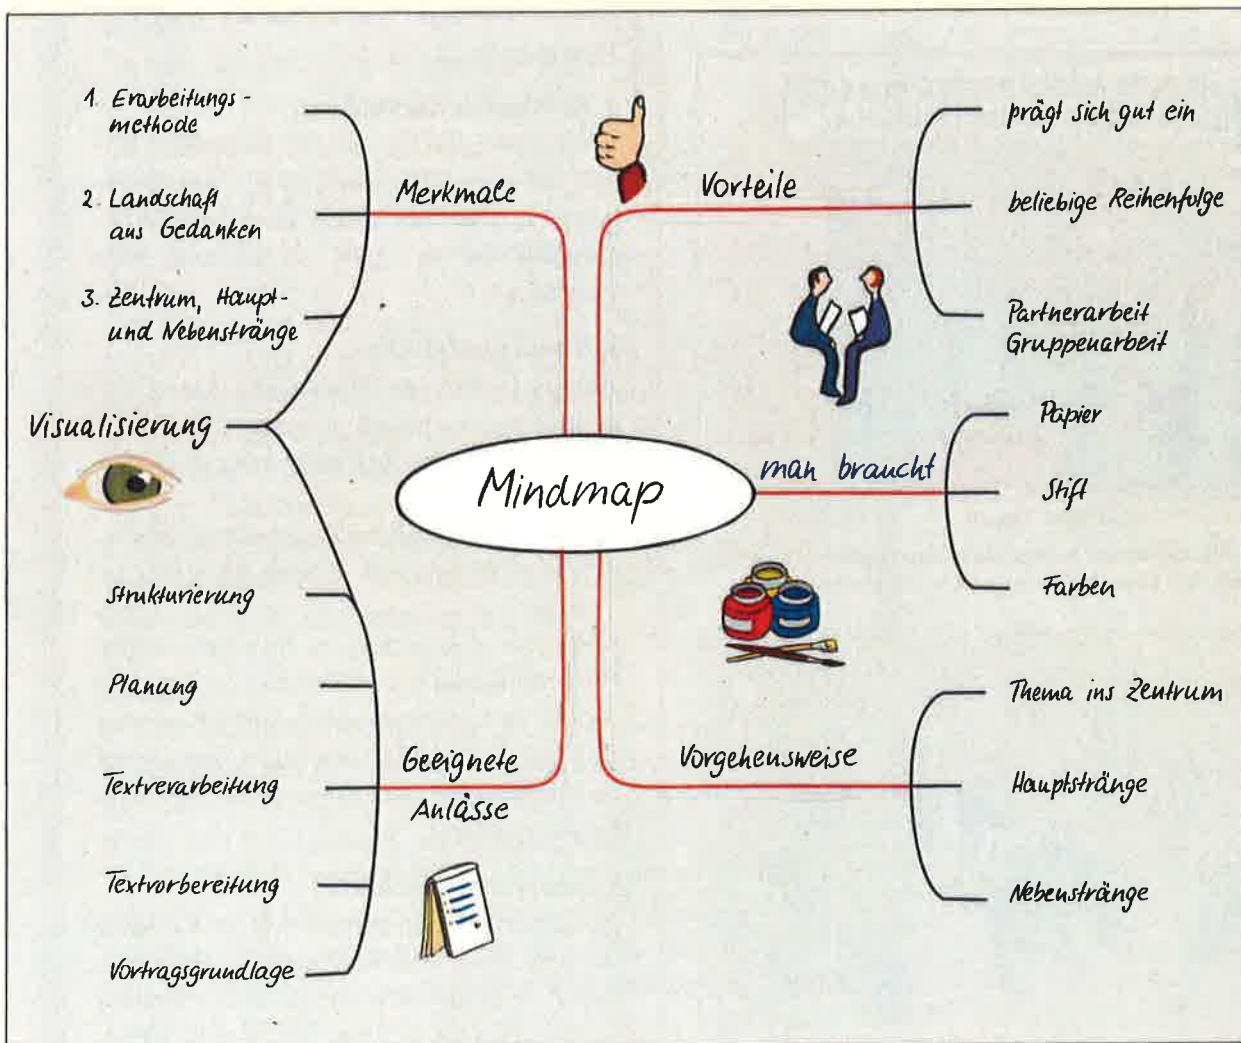 1. Erarbeitungs-
methode
2. Landschaft
aus Gedanken
3. Zentrum, Haupt-
und Nebenstränge
Merkmale
Visualisierung
Vorteile
prägt sich gut ein
beliebige Reihenfolge
Partnerarbeit
Gruppenarbeit
Mindmap
man braucht
Papier
Stift
Farben
Strukturierung
Planung
Textverarbeitung
Textvorbereitung
Vortragsgrundlage
Geeignete
Anlässe
Vorgehensweise
Thema ins Zentrum
Hauptstränge
Nebenstränge